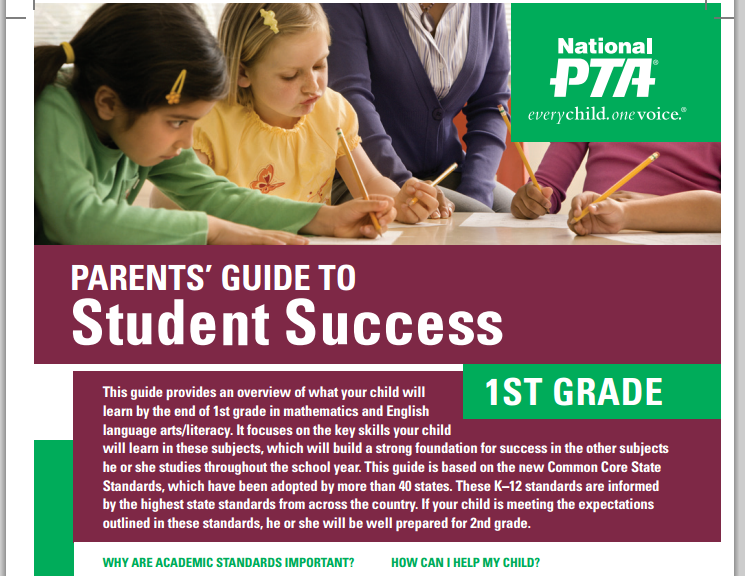 National
PTA®
everychild.onevoice.®
PARENTS’ GUIDE TO
Student Success
1ST GRADE
This guide provides an overview of what your child will
learn by the end of 1st grade in mathematics and English
language arts/literacy. It focuses on the key skills your child
will learn in these subjects, which will build a strong foundation for success in the other subjects
he or she studies throughout the school year. This guide is based on the new Common Core State
Standards, which have been adopted by more than 40 states. These K–12 standards are informed
by the highest state standards from across the country. If your child is meeting the expectations
outlined in these standards, he or she will be well prepared for 2nd grade.
WHY ARE ACADEMIC STANDARDS IMPORTANT?
HOW CAN I HELP MY CHILD?